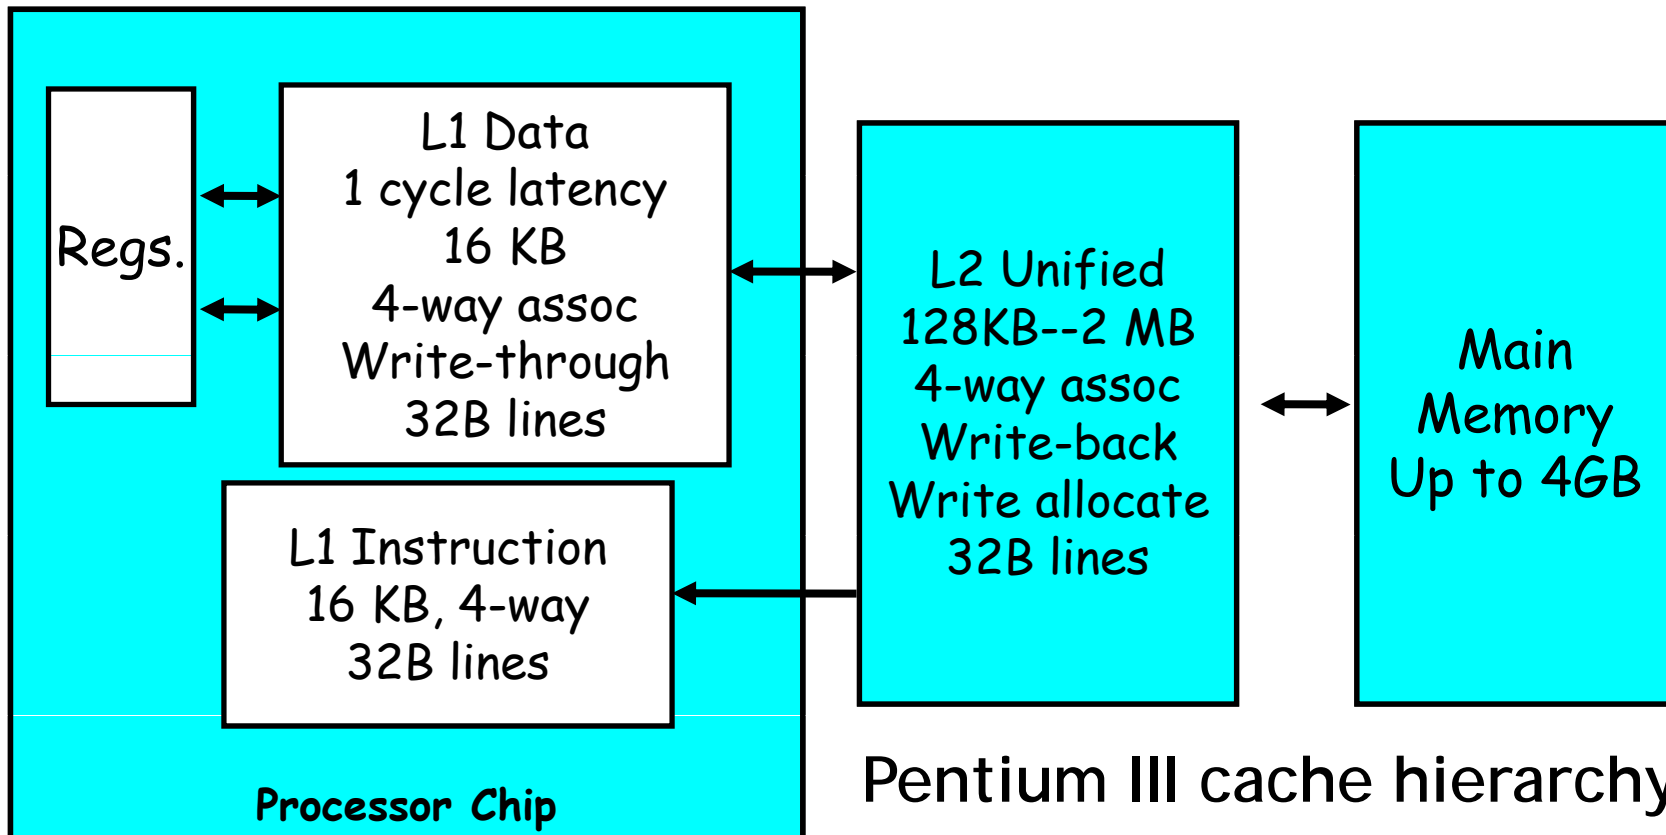 Regs.
L1 Data
1 cycle latency
16 KB
4-way assoc
Write-through
32B lines
L1 Instruction
16 KB, 4-way
32B lines
Processor Chip
L2 Unified
128KB--2 MB
4-way assoc
Write-back
Write allocate
32B lines
Main
Memory
Up to 4GB
Pentium III cache hierarchy